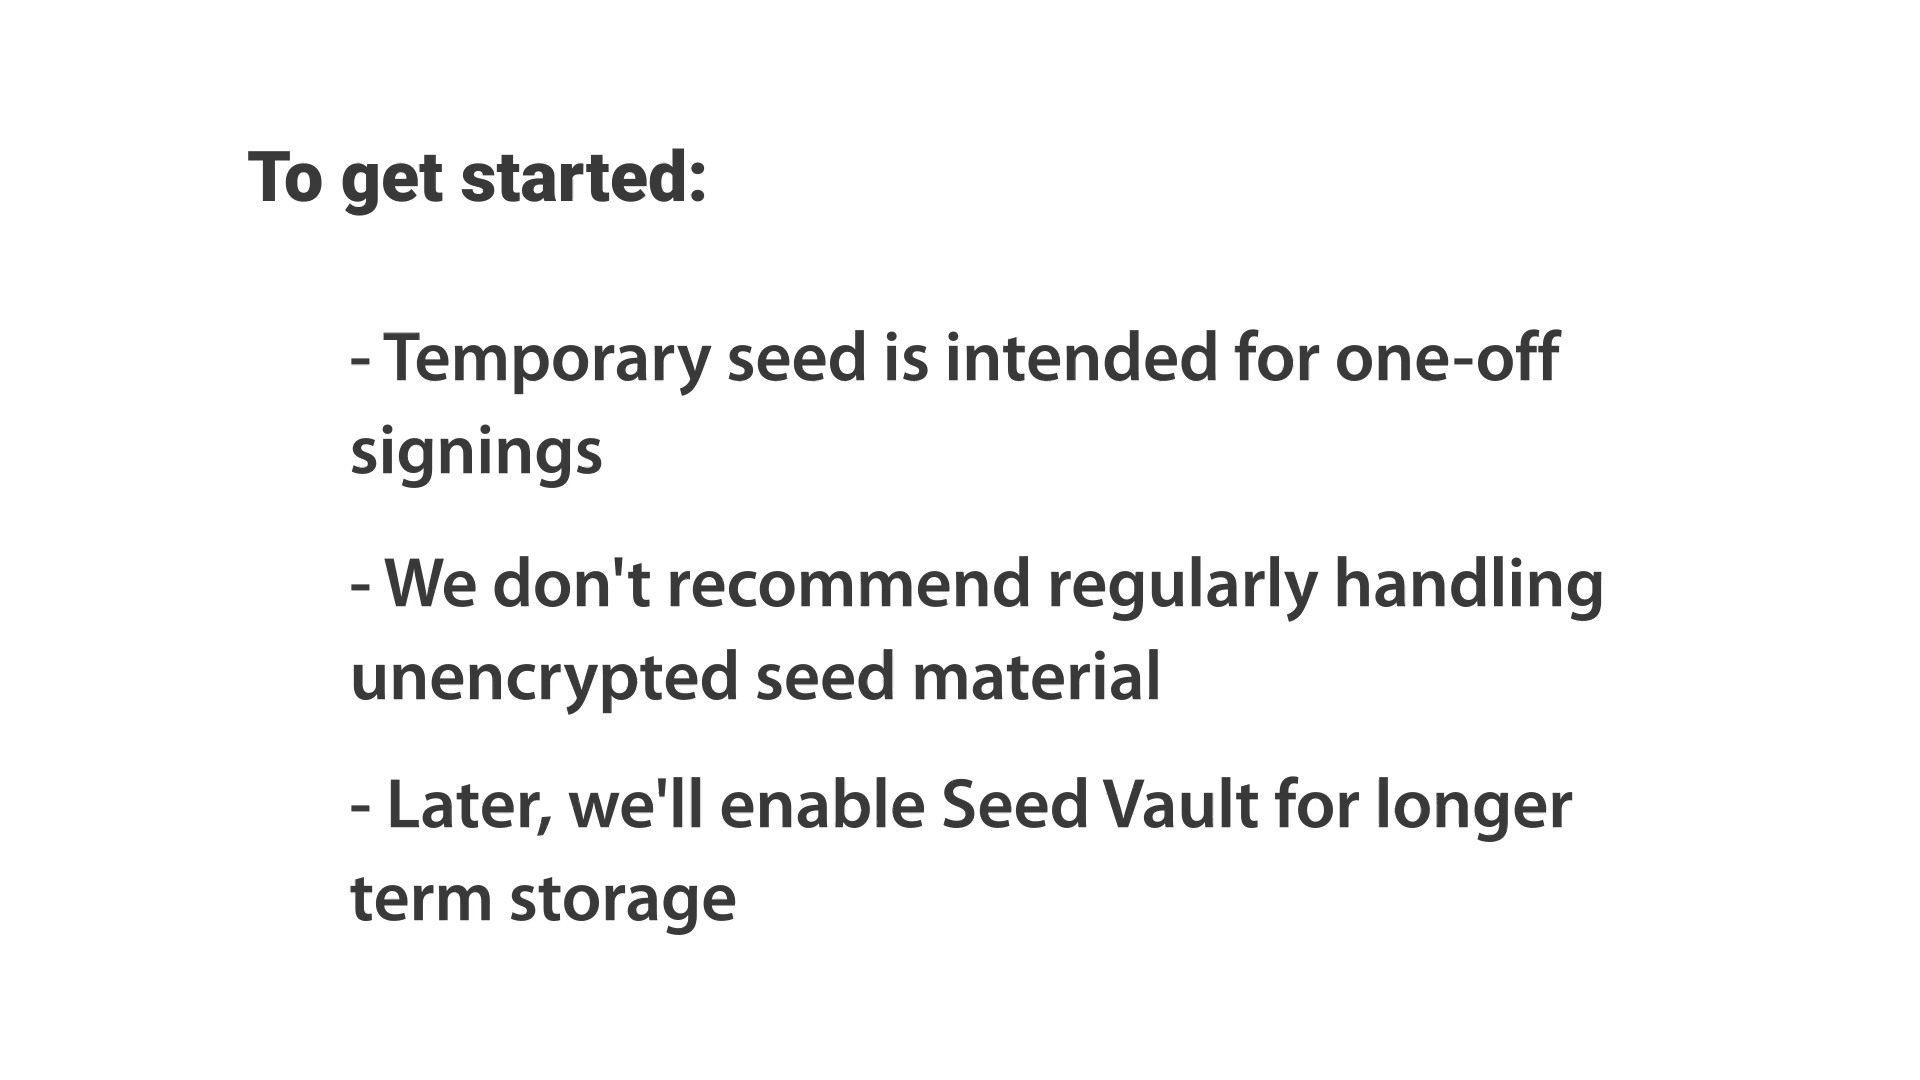 To get started:
- Temporary seed is intended for one-off
signings
- We don't recommend regularly handling
unencrypted seed material
- Later, we'll enable Seed Vault for longer
term storage